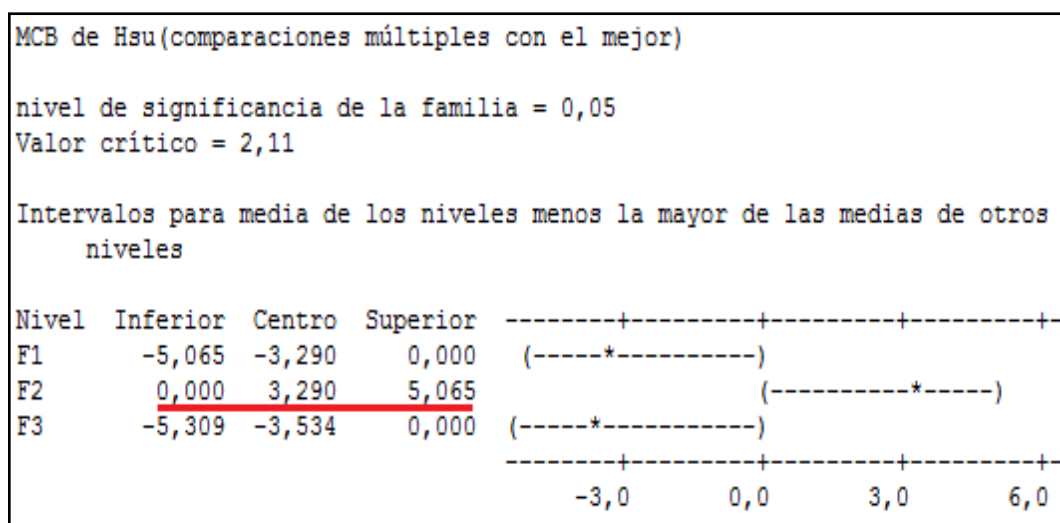 MCB de Hsu(comparaciones múltiples con el mejor)
nivel de significancia de la familia = 0,05
Valor crítico = 2,11
Intervalos para media de los niveles menos la mayor de las medias de otros
niveles
Nivel Inferior Centro Superior --------+---------+---------+---------+-
F1 -5,065 -3,290 0,000 (-----*----------)
F2 0,000 3,290 5,065 (----------*-----)
F3 -5,309 -3,534 0,000 (-----*-----------)
--------+---------+---------+---------+-
-3,0 0,0 3,0 6,0